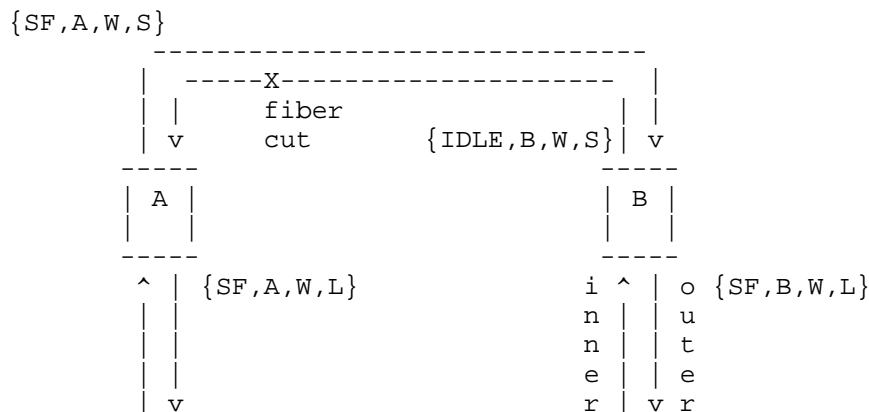 {SF,A,W,S}
X
fiber
v cut {IDLE,B,W,S} v
A B
^ {SF,A,W,L} i ^ o {SF,B,W,L}
n u
n t
e e
v r v r